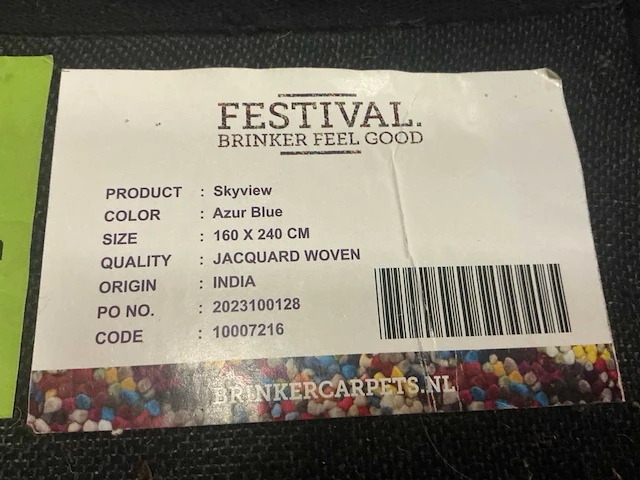 FESTIVAL.
BRINKER FEEL GOOD
PRODUCT : Skyview
COLOR : Azur Blue
SIZE : 160 X 240 CM
QUALITY : JACQUARD WOVEN
ORIGIN : INDIA
PO NO. : 2023100128
CODE : 10007216
BRINKERCARPETS.NL